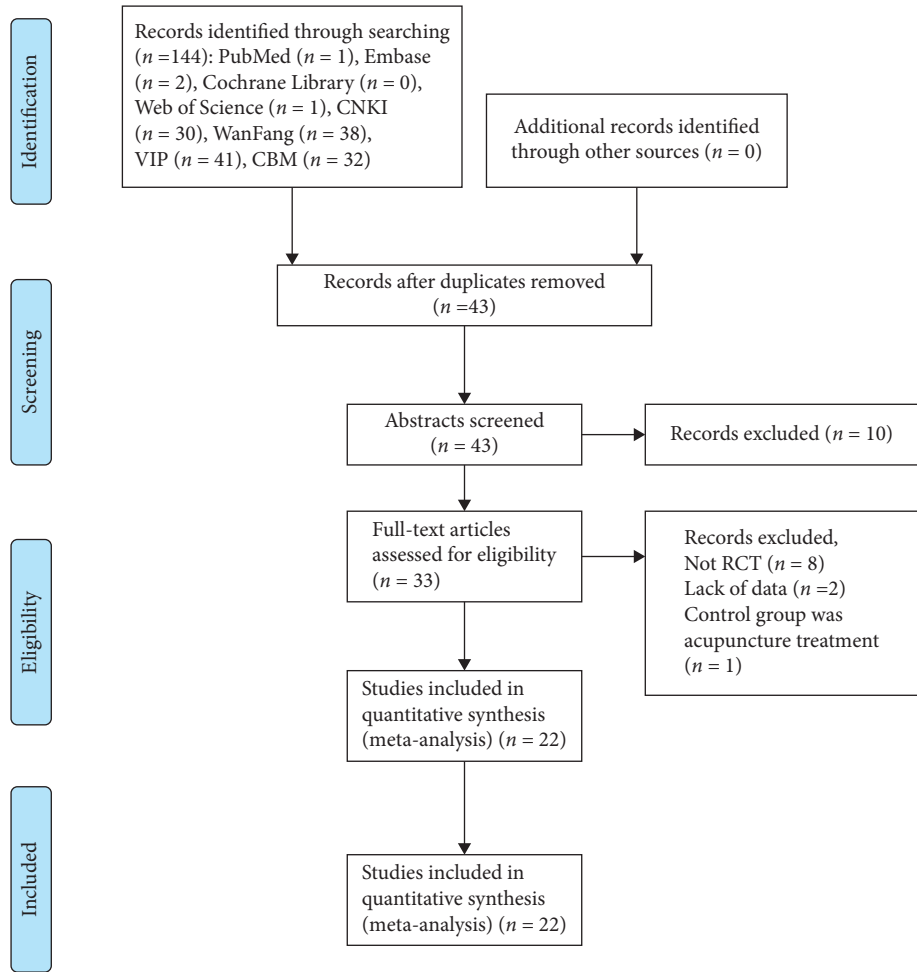 Identification
Records identified through searching
(n =144): PubMed (n = 1), Embase
(n = 2), Cochrane Library (n = 0),
Web of Science (n = 1), CNKI
(n = 30), WanFang (n = 38),
VIP (n = 41), CBM (n = 32)
Additional records identified
through other sources (n = 0)
Screening
Records after duplicates removed
(n =43)
Abstracts screened
(n = 43)
Records excluded (n = 10)
Eligibility
Full-text articles
assessed for eligibility
(n = 33)
Records excluded,
Not RCT (n = 8)
Lack of data (n =2)
Control group was
acupuncture treatment
(n = 1)
Studies included in
quantitative synthesis
(meta-analysis) (n = 22)
Included
Studies included in
quantitative synthesis
(meta-analysis) (n = 22)